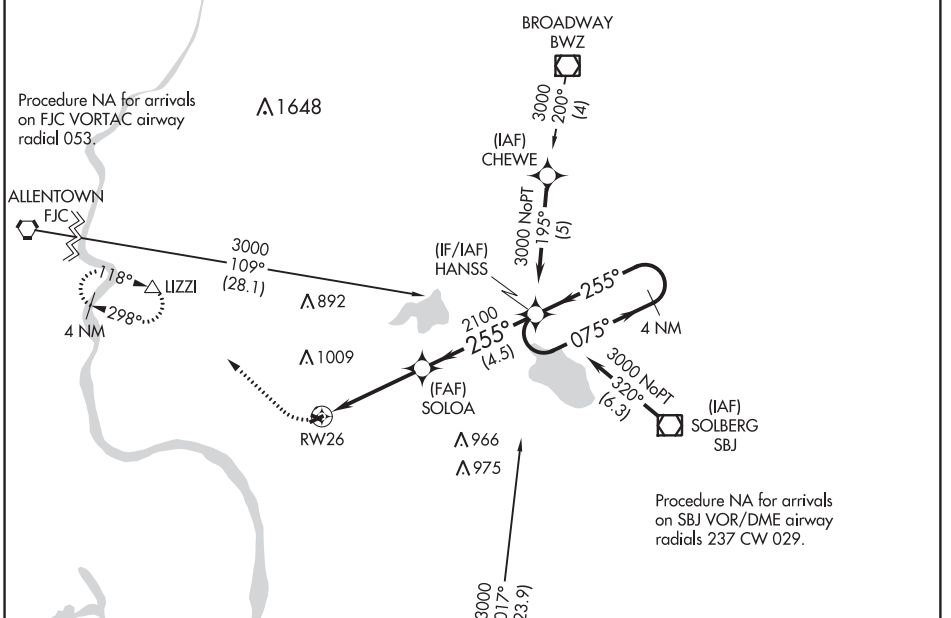 BROADWAY
BWZ
3000
200°
(4)
Procedure NA for arrivals
on FJC VORTAC airway
radial 053.
1648
(IAF)
CHEWE
3000 NoPT
195°
(5)
ALLENTOWN
FJC
3000
109°
(28.1)
(IF/IAF)
HANSS
118°
LIZZI
298°
4 NM
892
1009
2100
255°
(4.5)
255°
075°
4 NM
3000 NoPT
320°
(6.3)
(IAF)
SOLBERG
SBJ
(FAF)
SOLOA
RW26
966
975
Procedure NA for arrivals
on SBJ VOR/DME airway
radials 237 CW 029.
3000
017°
23.9)